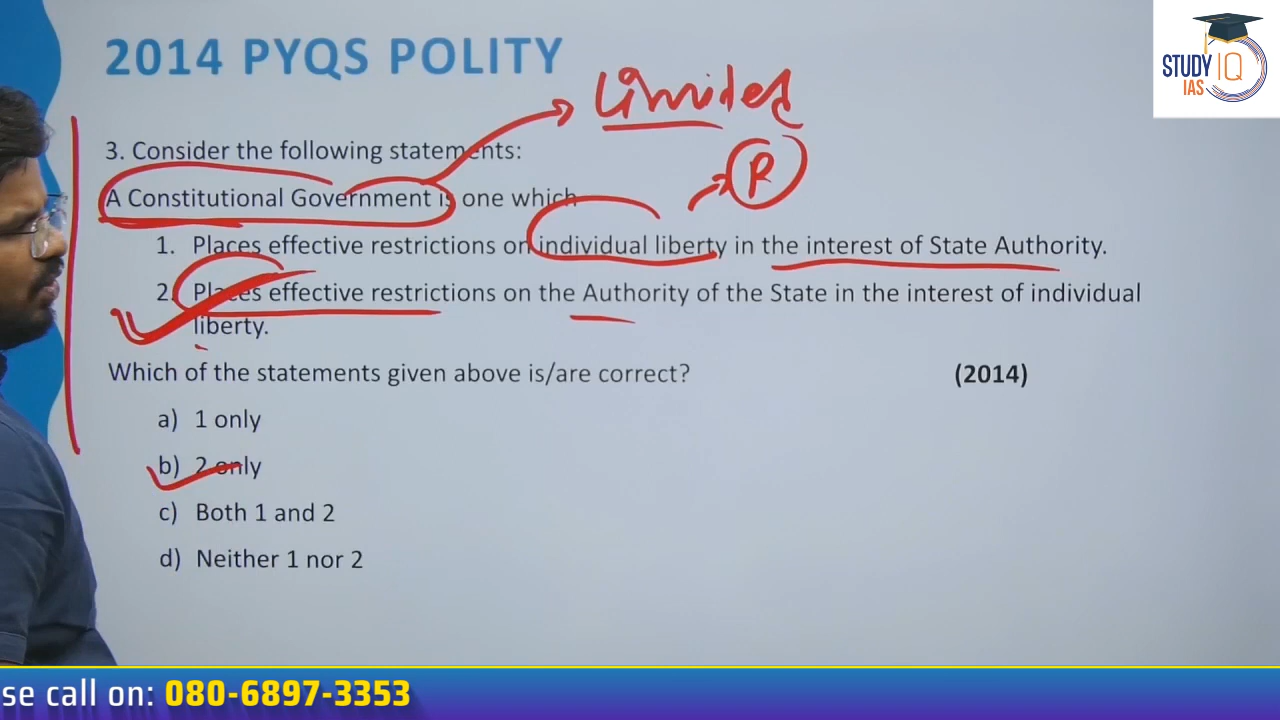 2014 PYQS POLITY
STUDY IQ
IAS
Limited
R
3. Consider the following statements:
A Constitutional Government is one which
1. Places effective restrictions on individual liberty in the interest of State Authority.
2. Places effective restrictions on the Authority of the State in the interest of individual
liberty.
Which of the statements given above is/are correct? (2014)
a) 1 only
b) 2 only
c) Both 1 and 2
d) Neither 1 nor 2
se call on: 080-6897-3353